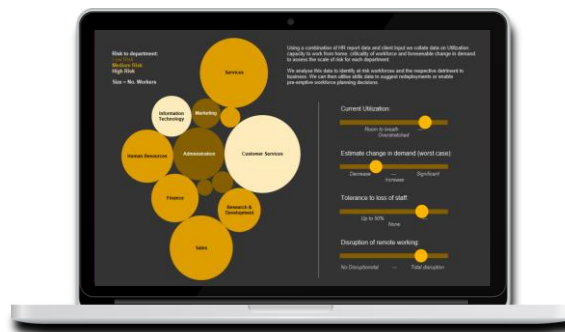 Risk to department:
Low Risk
Medium Risk
High Risk
Size = No. Workers
Services
Marketing
Information
Technology
Human Resources
Administration
Customer Services
Finance
Research &
Development
Sales
Using a combination of HR report data and client input we collate data on Utilization,
capacity to work from home, criticality of workforce and foreseeable change in demand
to assess the scale of risk for each department.
We analyse this data to identify at risk workforces and the respective detriment to
business. We can then utilise skills data to suggest redeployments or enable
pre-emptive workforce planning decisions.
Current Utilization:
Room to breath — Overstretched
Estimate change in demand (worst case):
Decrease — Significant
Increase
Tolerance to loss of staff:
Up to 50% —
None
Disruption of remote working
No Disruption — Total disruption